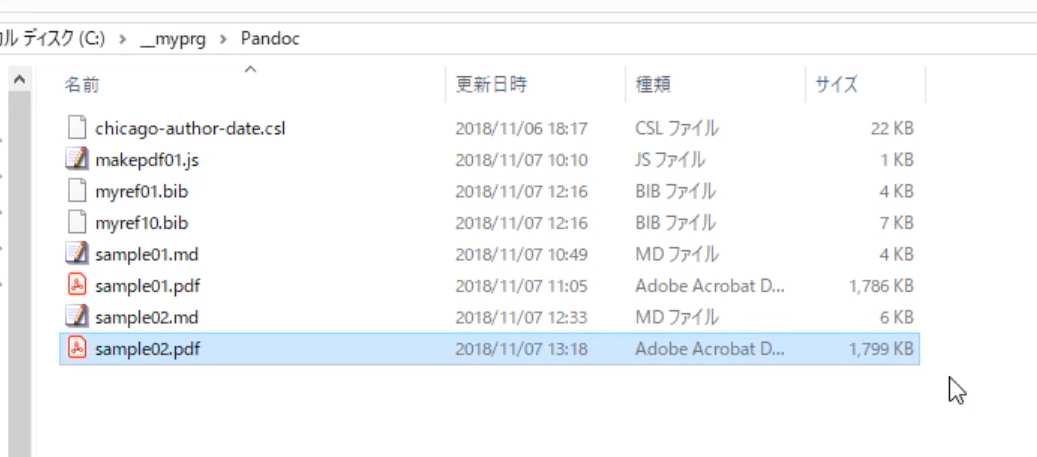 カル ディスク (C:) › __myprg › Pandoc
名前 更新日時 種類 サイズ
chicago-author-date.csl 2018/11/06 18:17 CSL ファイル 22 KB
makepdf01.js 2018/11/07 10:10 JS ファイル 1 KB
myref01.bib 2018/11/07 12:16 BIB ファイル 4 KB
myref10.bib 2018/11/07 12:16 BIB ファイル 7 KB
sample01.md 2018/11/07 10:49 MD ファイル 4 KB
sample01.pdf 2018/11/07 11:05 Adobe Acrobat D... 1,786 KB
sample02.md 2018/11/07 12:33 MD ファイル 6 KB
sample02.pdf 2018/11/07 13:18 Adobe Acrobat D... 1,799 KB